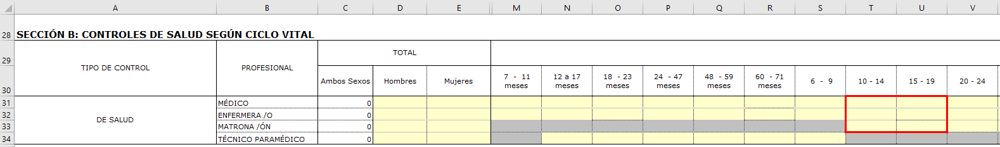 A B C D E M N O P Q R S T U V
28 SECCIÓN B: CONTROLES DE SALUD SEGÚN CICLO VITAL
29 TOTAL
TIPO DE CONTROL PROFESIONAL
30 Ambos Sexos Hombres Mujeres 7 - 11 meses 12 a 17 meses 18 - 23 meses 24 - 47 meses 48 - 59 meses 60 - 71 meses 6 - 9 10 - 14 15 - 19 20 - 24
31 MÉDICO 0
32 ENFERMERA /O 0
DE SALUD
33 MATRONA /ÓN 0
34 TÉCNICO PARAMÉDICO 0